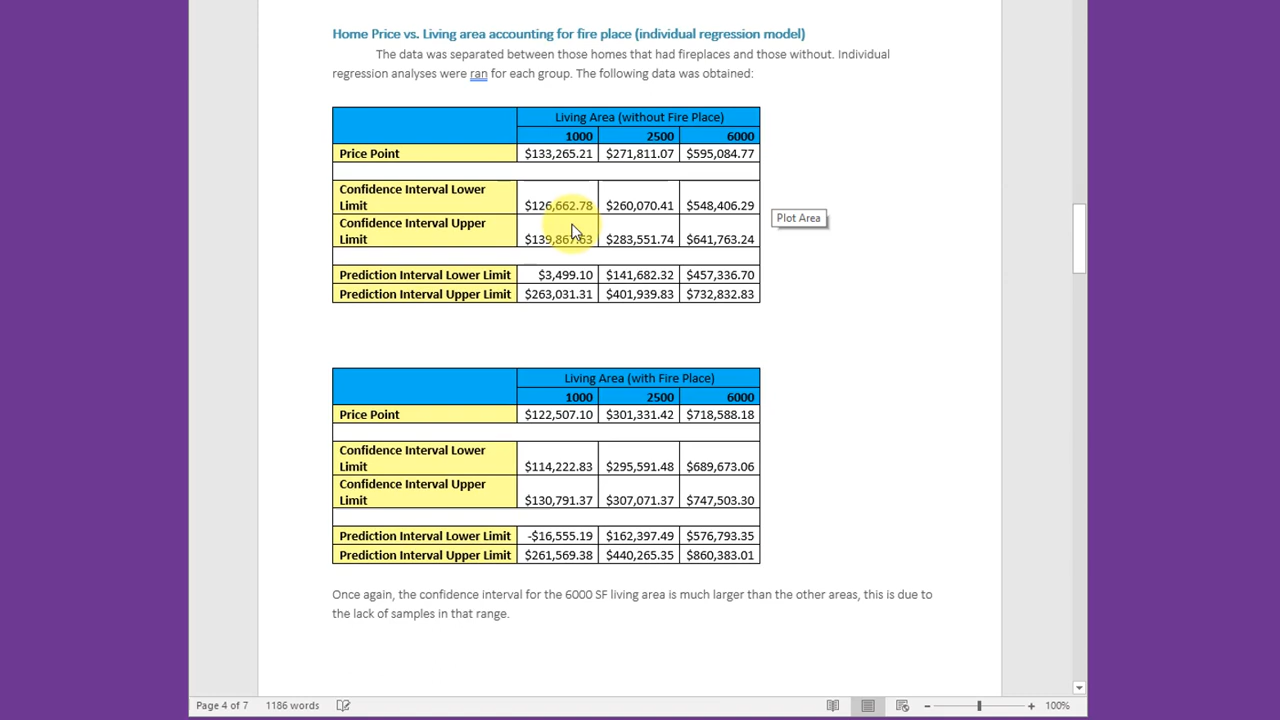 Home Price vs. Living area accounting for fire place (individual regression model)
The data was separated between those homes that had fireplaces and those without. Individual
regression analyses were ran for each group. The following data was obtained:
Living Area (without Fire Place)
1000 2500 6000
Price Point $133,265.21 $271,811.07 $595,084.77
Confidence Interval Lower
Limit $126,662.78 $260,070.41 $548,406.29
Confidence Interval Upper
Limit $139,867.63 $283,551.74 $641,763.24
Prediction Interval Lower Limit $3,499.10 $141,682.32 $457,336.70
Prediction Interval Upper Limit $263,031.31 $401,939.83 $732,832.83
Plot Area
Living Area (with Fire Place)
1000 2500 6000
Price Point $122,507.10 $301,331.42 $718,588.18
Confidence Interval Lower
Limit $114,222.83 $295,591.48 $689,673.06
Confidence Interval Upper
Limit $130,791.37 $307,071.37 $747,503.30
Prediction Interval Lower Limit -$16,555.19 $162,397.49 $576,793.35
Prediction Interval Upper Limit $261,569.38 $440,265.35 $860,383.01
Once again, the confidence interval for the 6000 SF living area is much larger than the other areas, this is due to
the lack of samples in that range.
Page 4 of 7 1186 words 100%